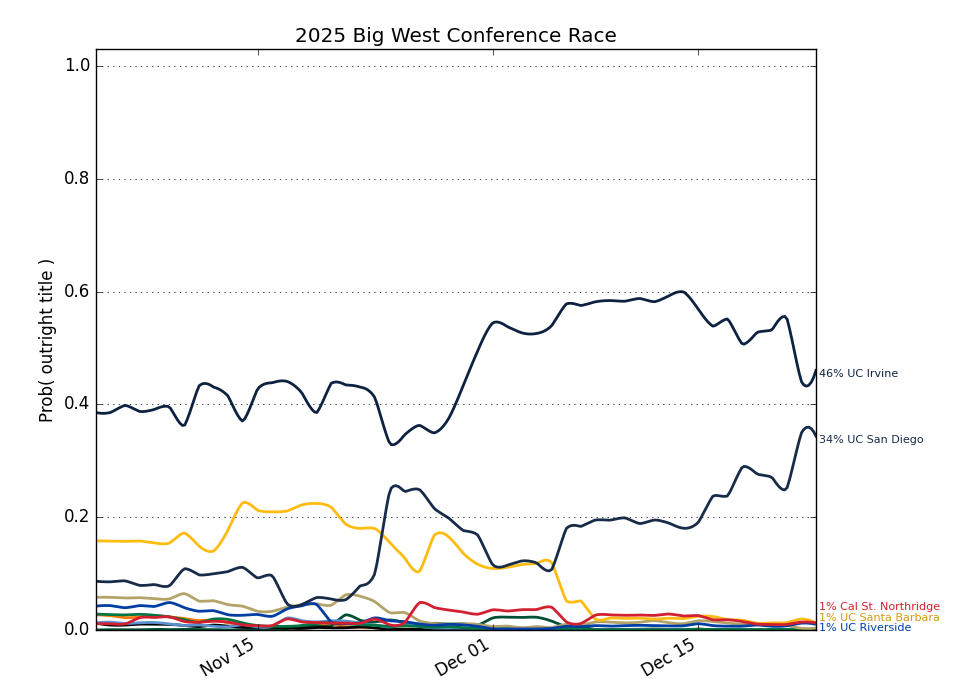 2025 Big West Conference Race
Prob( outright title )
1.0
0.8
0.6
0.4
0.2
0.0
Nov 15
Dec 01
Dec 15
46% UC Irvine
34% UC San Diego
1% Cal St. Northridge
1% UC Santa Barbara
1% UC Riverside